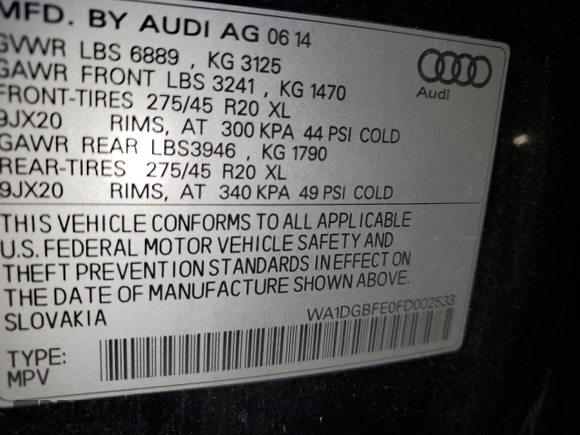 MFD. BY AUDI AG 06 14
GVWR LBS 6889 , KG 3125
GAWR FRONT LBS 3241 , KG 1470
FRONT-TIRES 275/45 R20 XL
9JX20 RIMS, AT 300 KPA 44 PSI COLD
GAWR REAR LBS3946 , KG 1790
REAR-TIRES 275/45 R20 XL
9JX20 RIMS, AT 340 KPA 49 PSI COLD
Audi
THIS VEHICLE CONFORMS TO ALL APPLICABLE
U.S. FEDERAL MOTOR VEHICLE SAFETY AND
THEFT PREVENTION STANDARDS IN EFFECT ON
THE DATE OF MANUFACTURE SHOWN ABOVE.
SLOVAKIA
WA1DGBFE0FD002533
TYPE:
MPV